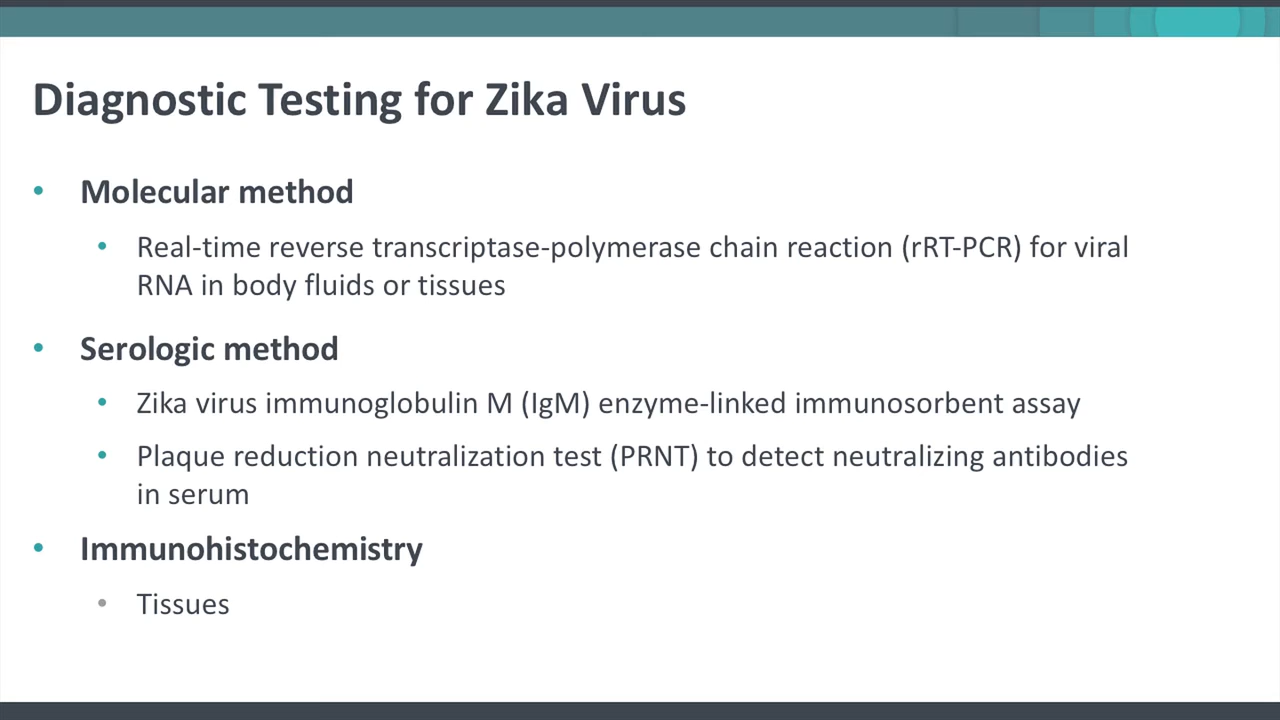 Diagnostic Testing for Zika Virus
• Molecular method
• Real-time reverse transcriptase-polymerase chain reaction (rRT-PCR) for viral
RNA in body fluids or tissues
• Serologic method
• Zika virus immunoglobulin M (IgM) enzyme-linked immunosorbent assay
• Plaque reduction neutralization test (PRNT) to detect neutralizing antibodies
in serum
• Immunohistochemistry
• Tissues